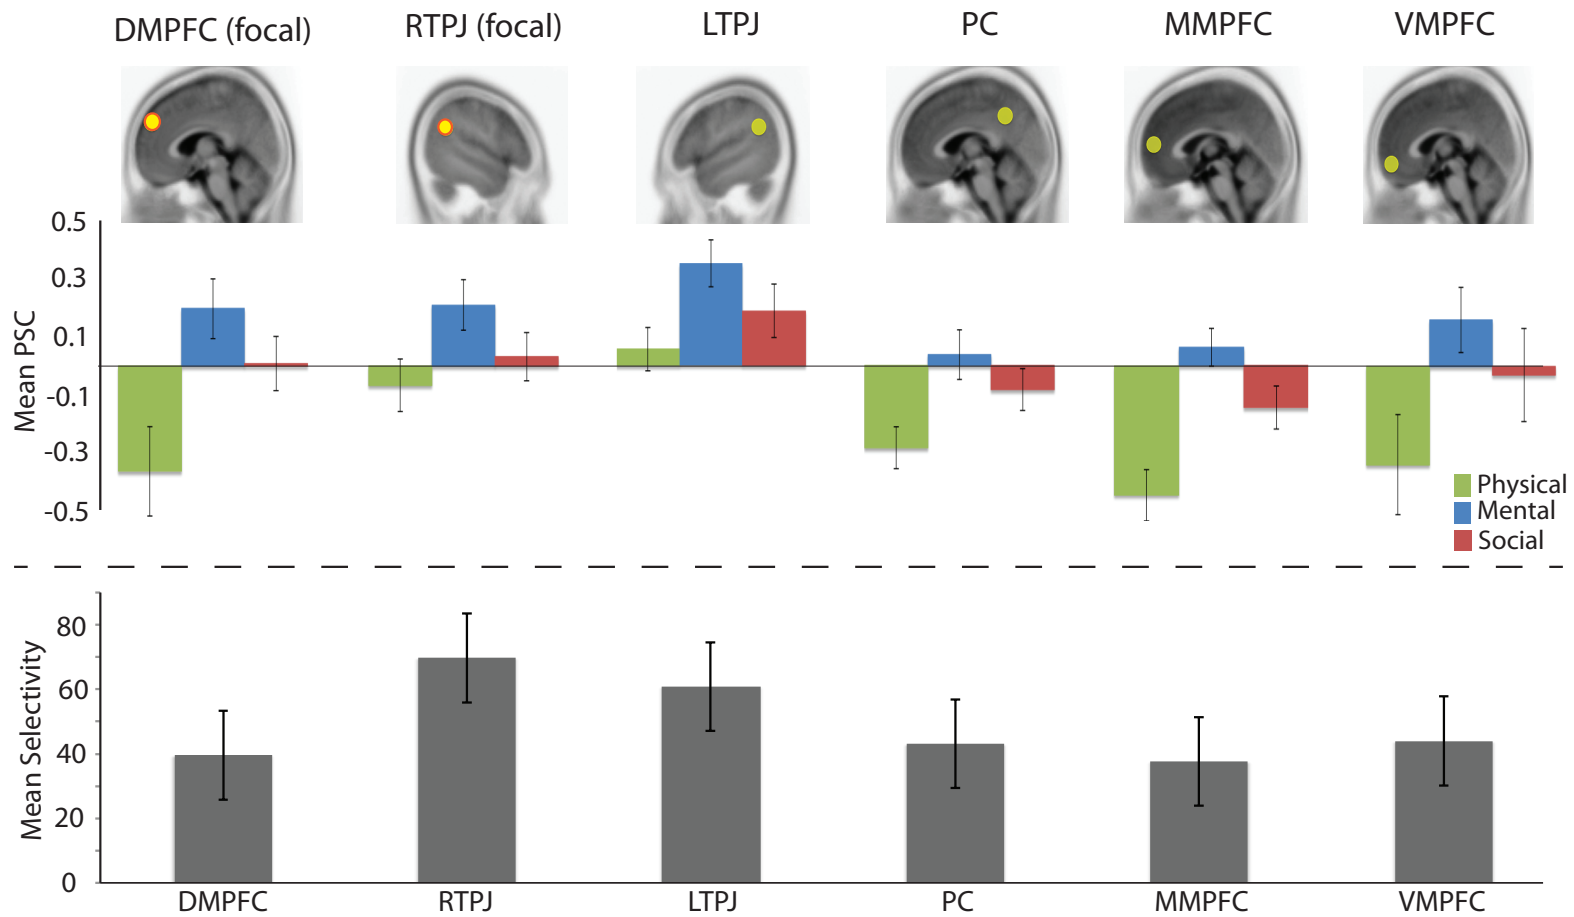 DMPFC (focal) RTPJ (focal) LTPJ PC MMPFC VMPFC
0.5
0.3
0.1
-0.1
-0.3
-0.5
Mean PSC
Physical
Mental
Social
80
60
40
20
0
Mean Selectivity
DMPFC RTPJ LTPJ PC MMPFC VMPFC